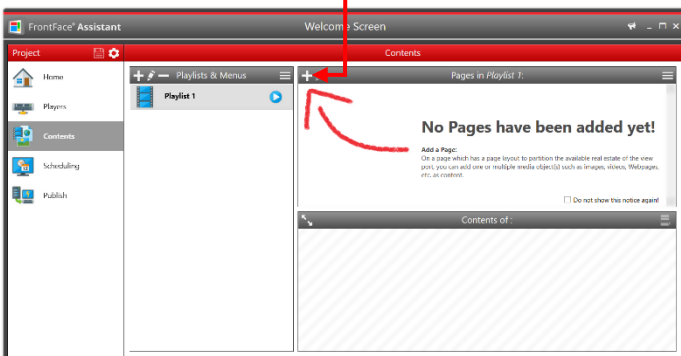 FrontFace® Assistant
Welcome Screen
Project
Contents
Home
Players
Contents
Scheduling
Publish
Playlists & Menus
Playlist 1
Pages in Playlist 1:
No Pages have been added yet!
Add a Page:
On a page which has a page layout to partition the available real estate of the view
port, you can add one or multiple media object(s) such as images, videos, Webpages,
etc. as content.
Do not show this notice again!
Contents of :